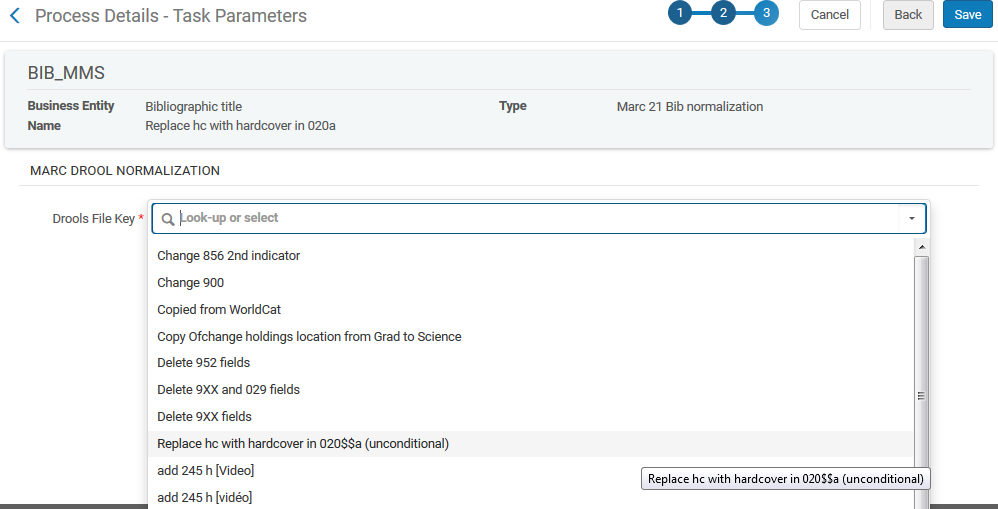 Process Details - Task Parameters
1 2 3
Cancel
Back
Save
BIB_MMS
Business Entity Bibliographic title Type Marc 21 Bib normalization
Name Replace hc with hardcover in 020a
MARC DROOL NORMALIZATION
Drools File Key * Look-up or select
Change 856 2nd indicator
Change 900
Copied from WorldCat
Copy Ofchange holdings location from Grad to Science
Delete 952 fields
Delete 9XX and 029 fields
Delete 9XX fields
Replace hc with hardcover in 020$$a (unconditional)
add 245 h [Video]
Replace hc with hardcover in 020$$a (unconditional)
add 245 h [vidéo]